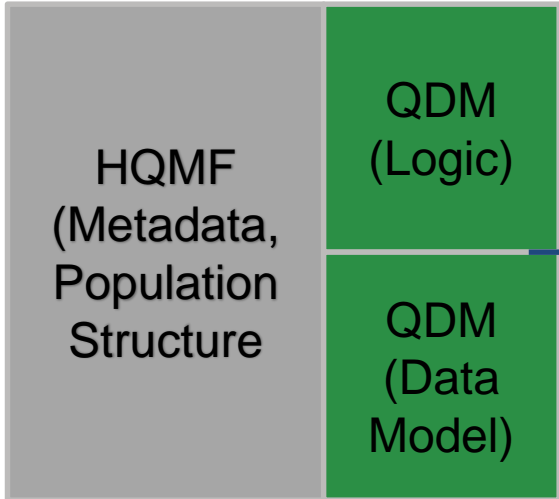 HQMF
(Metadata,
Population
Structure
QDM
(Logic)
QDM
(Data
Model)